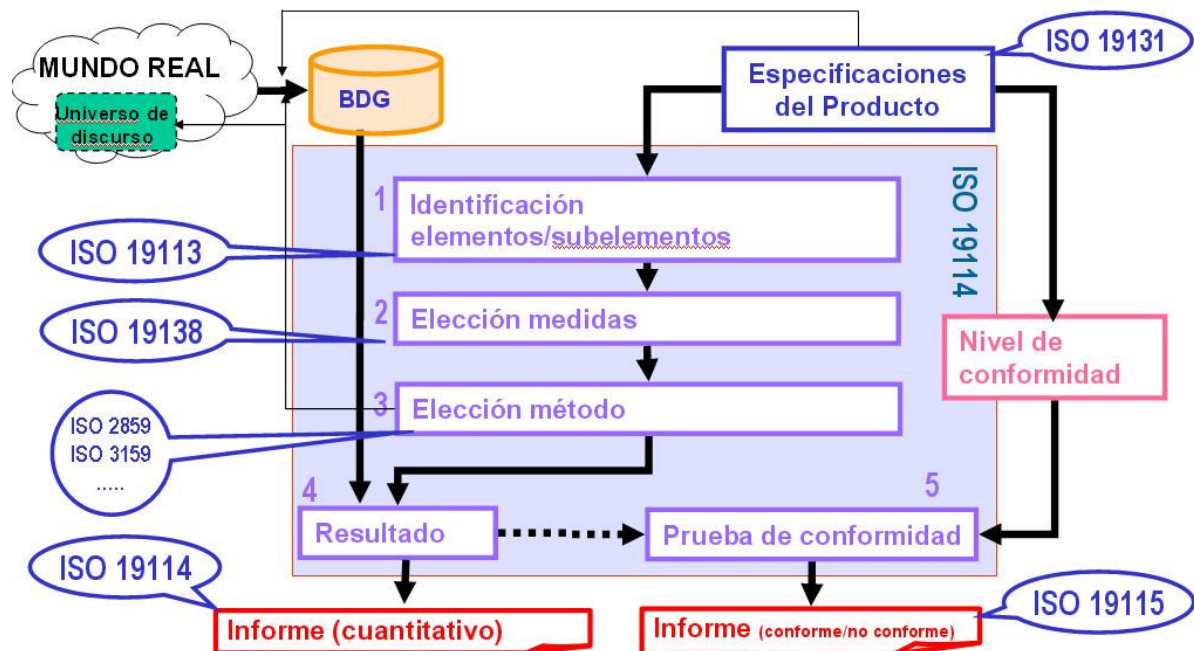 MUNDO REAL
Universo de
discurso
BDG
Especificaciones
del Producto
ISO 19131
ISO 19114
1
Identificación
elementos/subelementos
ISO 19113
2
Elección medidas
ISO 19138
Nivel de
conformidad
3
Elección método
ISO 2859
ISO 3159
.....
4
Resultado
5
Prueba de conformidad
ISO 19114
Informe (cuantitativo)
Informe (conforme/no conforme)
ISO 19115